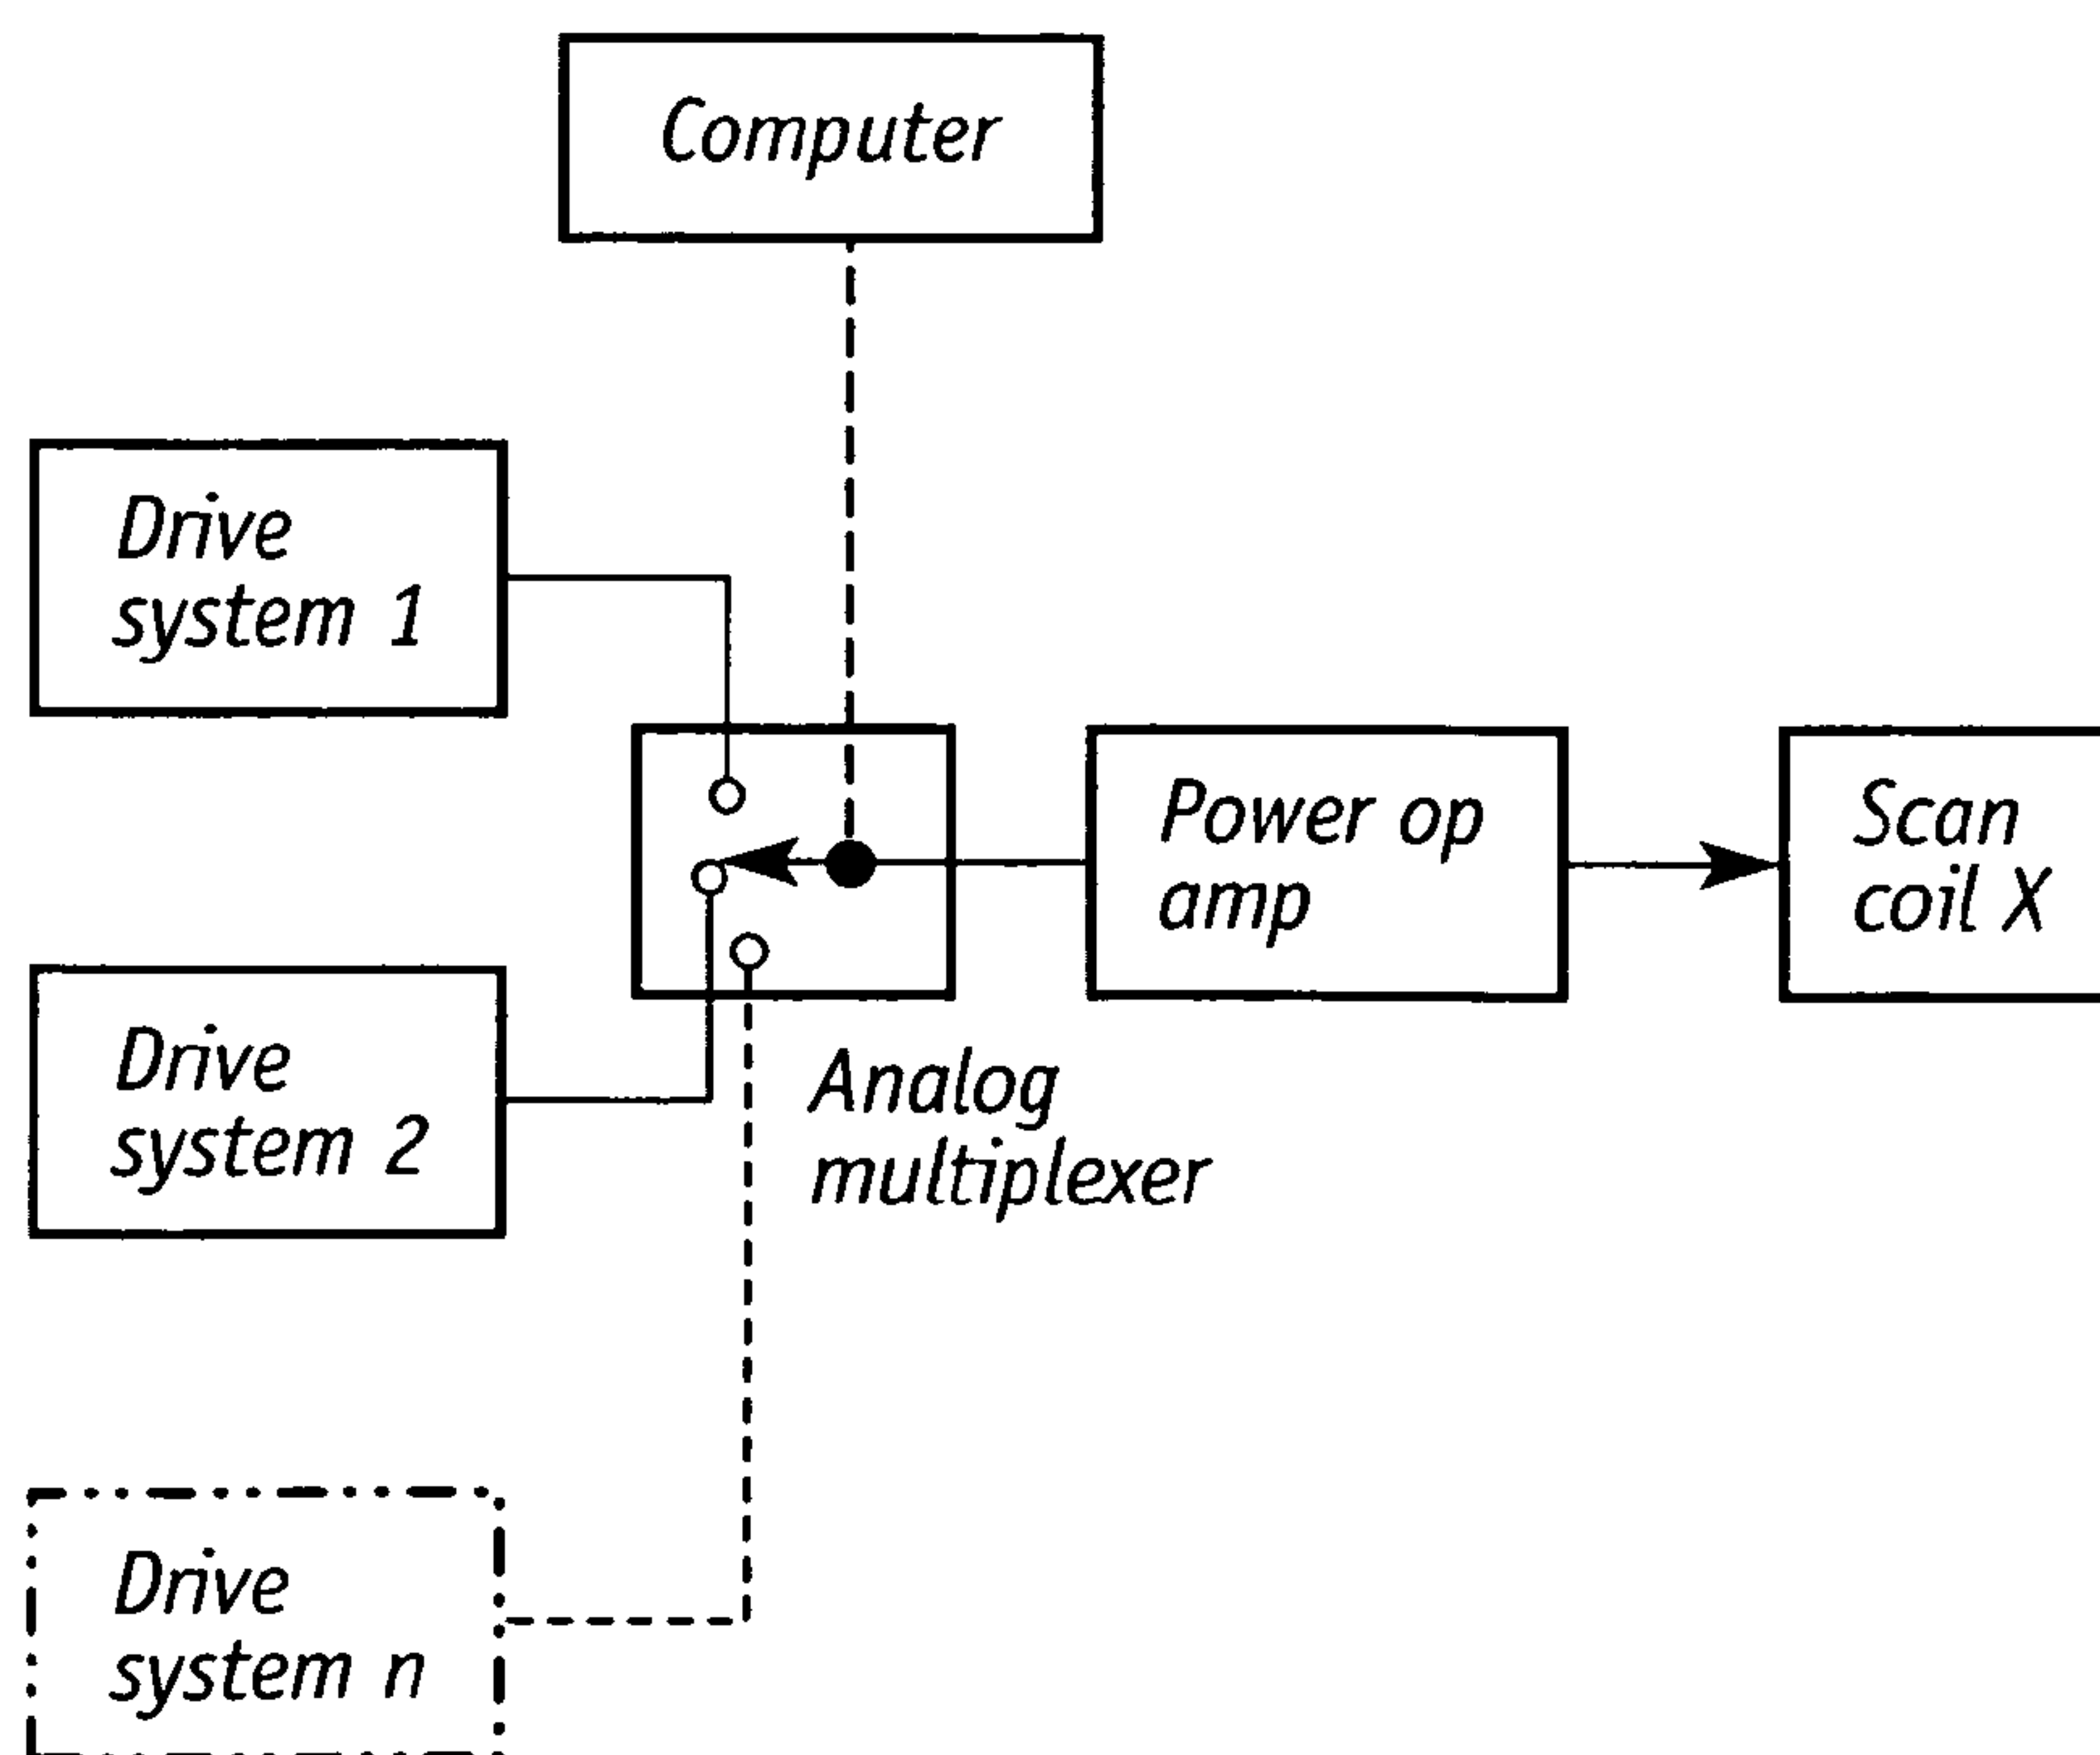 Computer
Drive
system 1
Power op
amp
Scan
coil X
Drive
system 2
Analog
multiplexer
Drive
system n